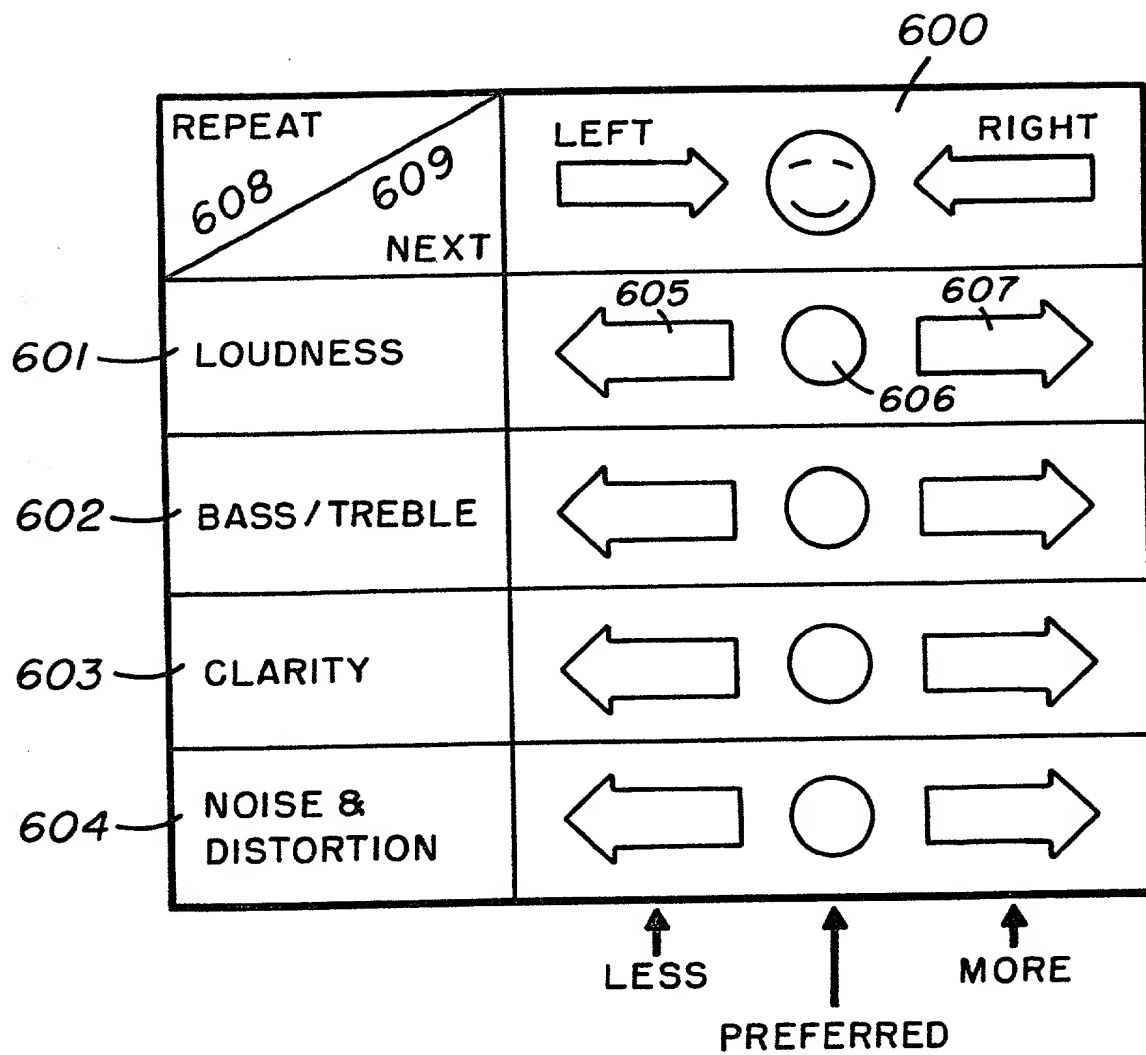 600
REPEAT
LEFT
RIGHT
608
609
NEXT
605
607
601
LOUDNESS
606
602
BASS/TREBLE
603
CLARITY
604
NOISE &
DISTORTION
LESS
MORE
PREFERRED